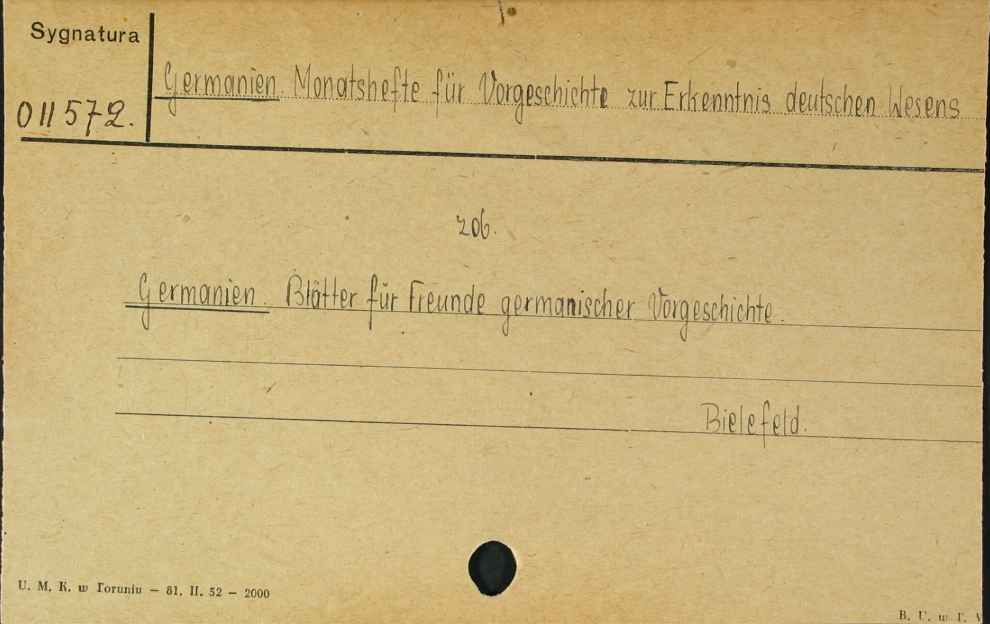 Sygnatura
Germanien. Monatshefte für Vorgeschichte zur Erkenntnis deutschen Wesens
011572.
zob.
Germanien. Blätter für Freunde germanischer Vorgeschichte.
Bielefeld.
U. M. K. w Toruniu — 81. II. 52 — 2000
B. U. w T.